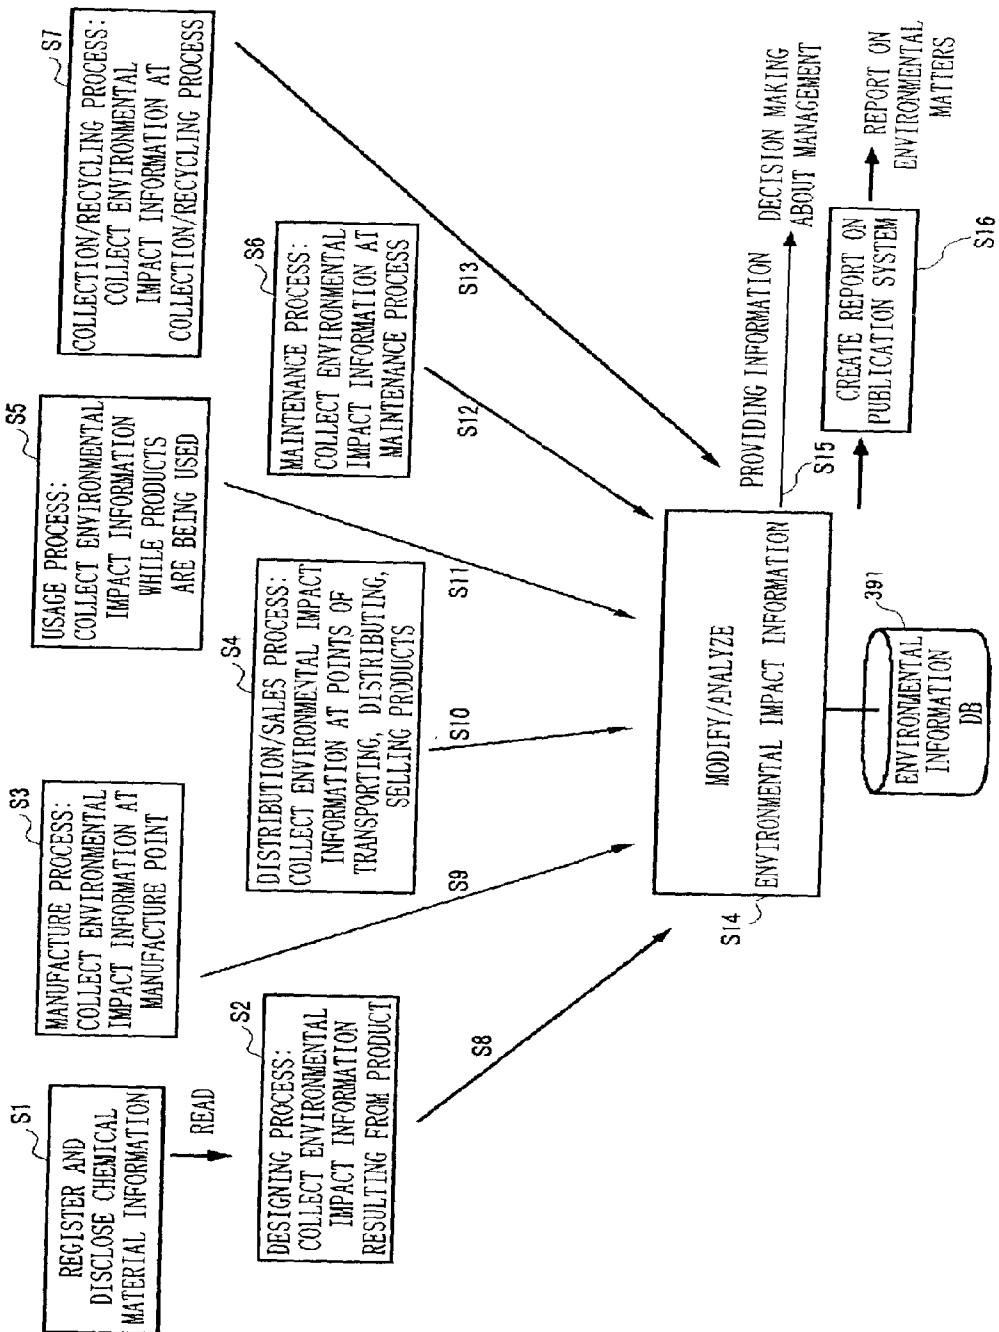 S1
REGISTER AND
DISCLOSE CHEMICAL
MATERIAL INFORMATION
READ
S2
DESIGNING PROCESS:
COLLECT ENVIRONMENTAL
IMPACT INFORMATION
RESULTING FROM PRODUCT
S3
MANUFACTURE PROCESS:
COLLECT ENVIRONMENTAL
IMPACT INFORMATION AT
MANUFACTURE POINT
S4
DISTRIBUTION/SALES PROCESS:
COLLECT ENVIRONMENTAL IMPACT
INFORMATION AT POINTS OF
TRANSPORTING, DISTRIBUTING,
SELLING PRODUCTS
S5
USAGE PROCESS:
COLLECT ENVIRONMENTAL
IMPACT INFORMATION
WHILE PRODUCTS
ARE BEING USED
S6
MAINTENANCE PROCESS:
COLLECT ENVIRONMENTAL
IMPACT INFORMATION AT
MAINTENANCE PROCESS
S7
COLLECTION/RECYCLING PROCESS:
COLLECT ENVIRONMENTAL
IMPACT INFORMATION AT
COLLECTION/RECYCLING PROCESS
S8
S9
S10
S11
S12
S13
S14
MODIFY/ANALYZE
ENVIRONMENTAL IMPACT INFORMATION
391
ENVIRONMENTAL
INFORMATION
DB
PROVIDING INFORMATION
S15
DECISION MAKING
ABOUT MANAGEMENT
CREATE REPORT ON
PUBLICATION SYSTEM
S16
REPORT ON
ENVIRONMENTAL
MATTERS